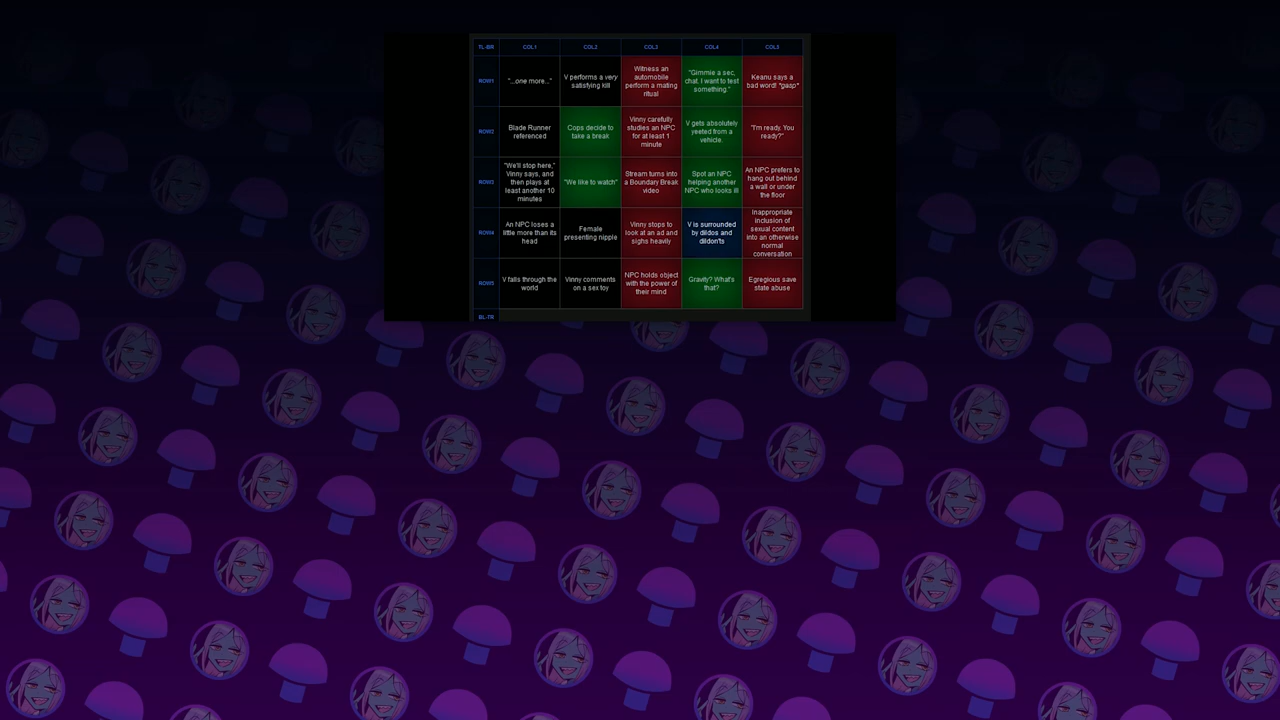 TL-BR COL1 COL2 COL3 COL4 COL5
ROW1
"...one more..."
V performs a very
satisfying kill
Witness an
automobile
perform a mating
ritual
"Gimmie a sec,
chat. I want to test
something."
Keanu says a
bad word! *gasp*
ROW2
Blade Runner
referenced
Cops decide to
take a break
Vinny carefully
studies an NPC
for at least 1
minute
V gets absolutely
yeeted from a
vehicle.
"I'm ready. You
ready?"
ROW3
"We'll stop here,"
Vinny says, and
then plays at
least another 10
minutes
"We like to watch"
Stream turns into
a Boundary Break
video
Spot an NPC
helping another
NPC who looks ill
An NPC prefers to
hang out behind
a wall or under
the floor
ROW4
An NPC loses a
little more than its
head
Female
presenting nipple
Vinny stops to
look at an ad and
sighs heavily
V is surrounded
by dildos and
dildon'ts
Inappropriate
inclusion of
sexual content
into an otherwise
normal
conversation
ROW5
V falls through the
world
Vinny comments
on a sex toy
NPC holds object
with the power of
their mind
Gravity? What's
that?
Egregious save
state abuse
BL-TR